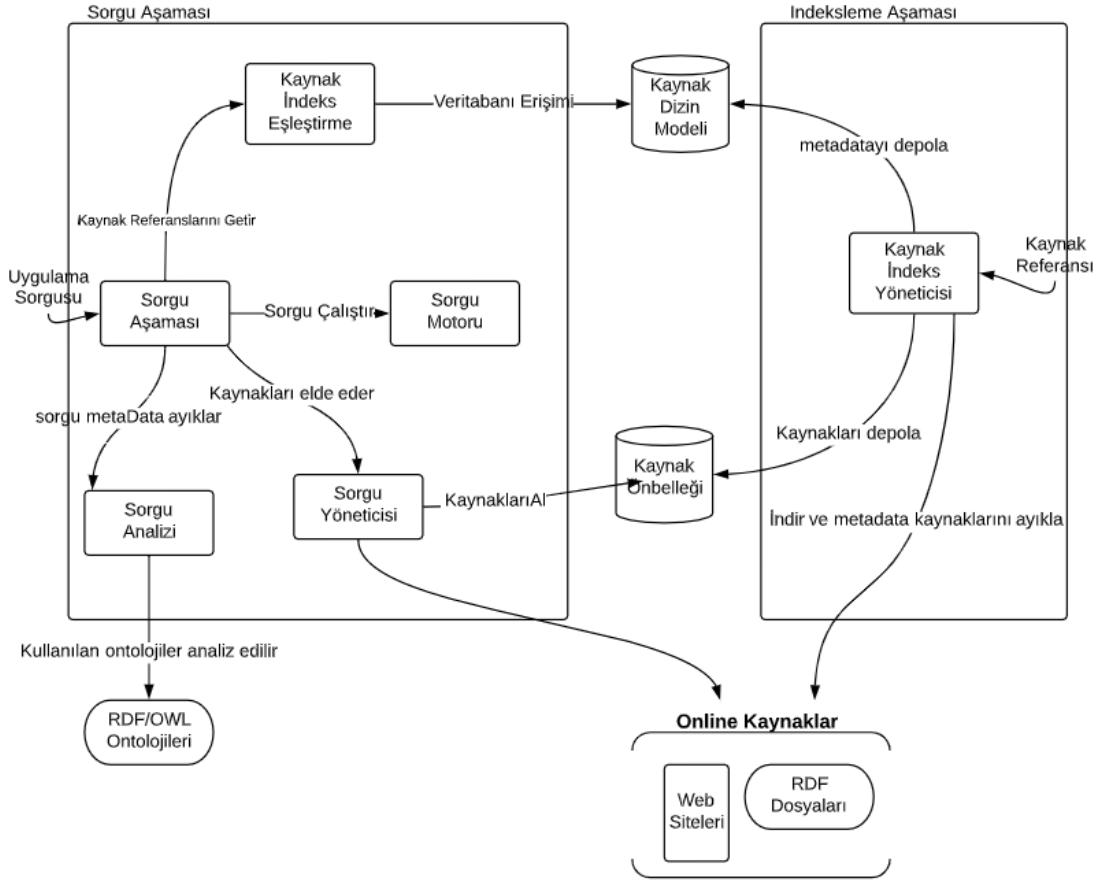 Sorgu Aşaması
Indeksleme Aşaması
Kaynak
İndeks
Eşleştirme
Veritabanı Erişimi
Kaynak
Dizin
Modeli
metadatayı depola
Kaynak Referanslarını Getir
Kaynak
İndeks
Yöneticisi
Kaynak
Referansı
Uygulama
Sorgusu
Sorgu
Aşaması
Sorgu Çalıştır
Sorgu
Motoru
Kaynakları elde eder
sorgu metaData ayıklar
Kaynakları depola
Kaynak
Önbelleği
Sorgu
Analizi
Sorgu
Yöneticisi
KaynaklarıAl
İndir ve metadata kaynaklarını ayıkla
Kullanılan ontolojiler analiz edilir
RDF/OWL
Ontolojileri
Online Kaynaklar
Web
Siteleri
RDF
Dosyaları